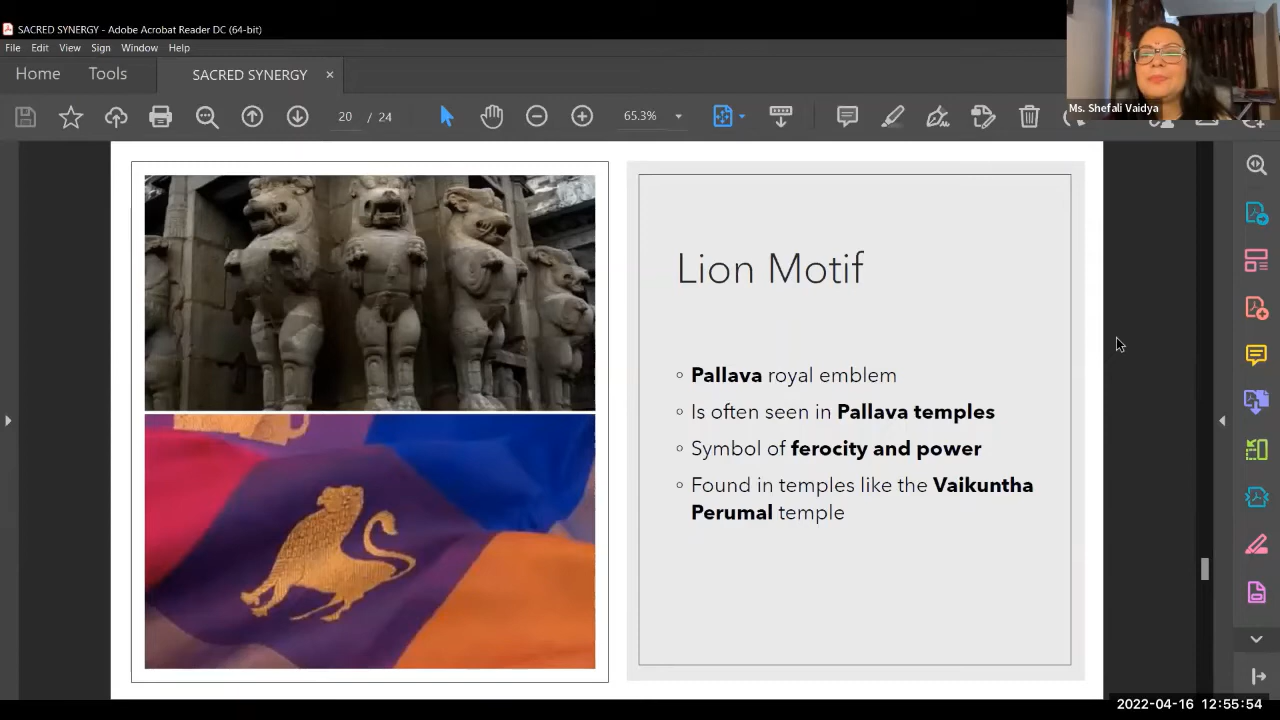 SACRED SYNERGY - Adobe Acrobat Reader DC (64-bit)
File Edit View Sign Window Help
Home Tools SACRED SYNERGY ×
20 / 24 65.3%
Ms. Shefali Vaidya
Lion Motif
Pallava royal emblem
Is often seen in Pallava temples
Symbol of ferocity and power
Found in temples like the Vaikuntha
Perumal temple
2022-04-16 12:55:54